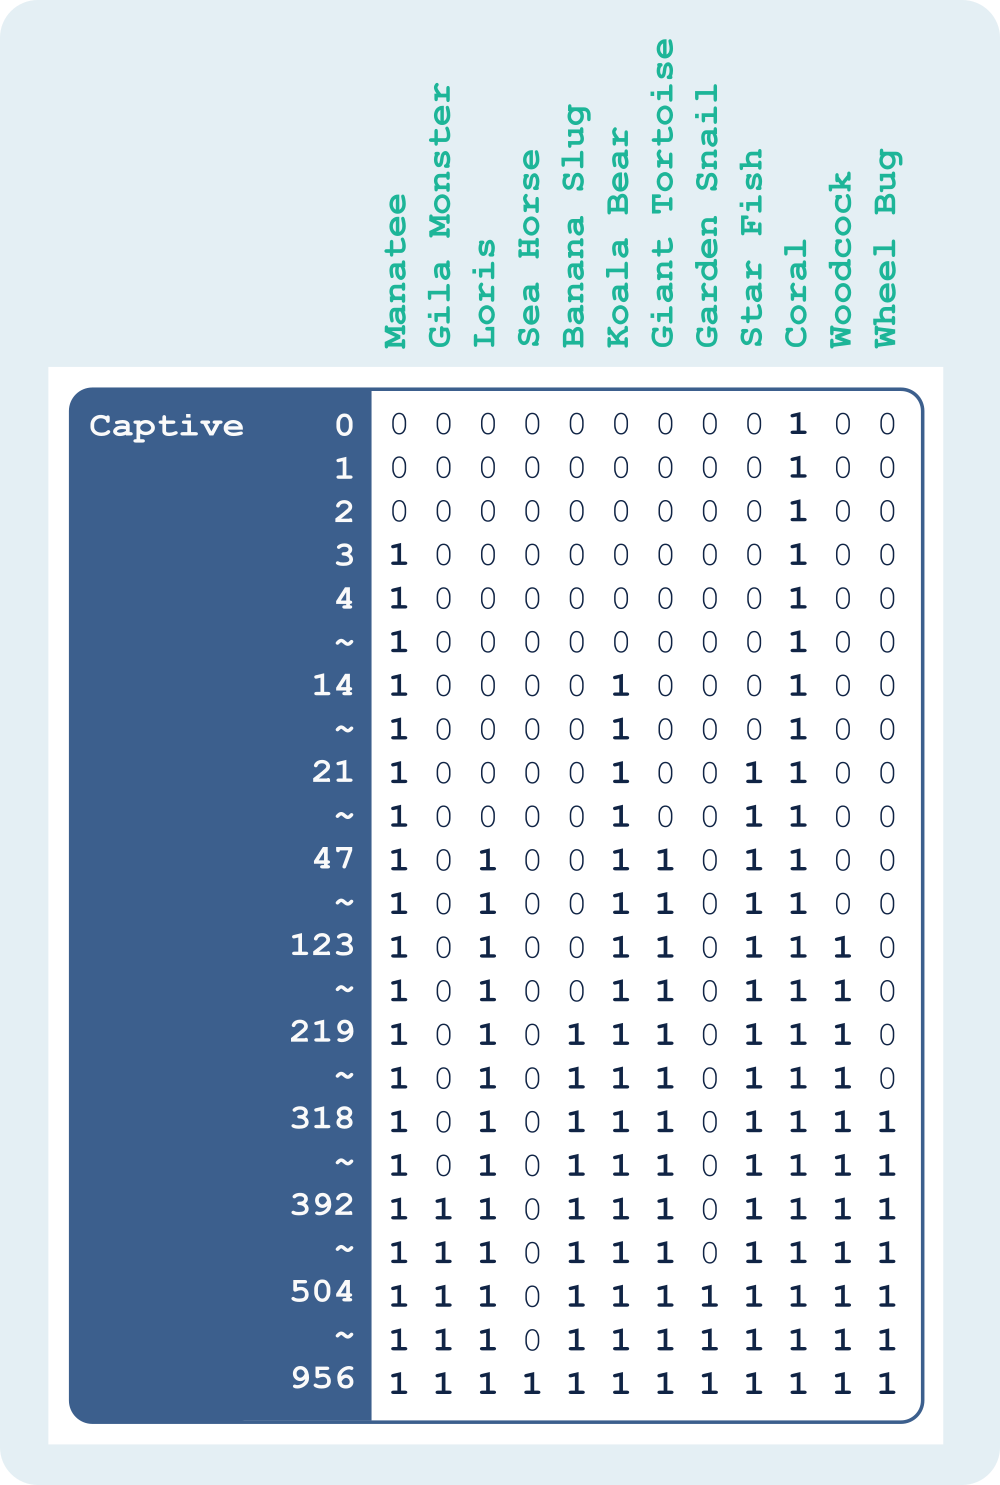 Manatee
Gila Monster
Loris
Sea Horse
Banana Slug
Koala Bear
Giant Tortoise
Garden Snail
Star Fish
Coral
Woodcock
Wheel Bug
Captive 0 0 0 0 0 0 0 0 0 0 1 0 0
1 0 0 0 0 0 0 0 0 0 1 0 0
2 0 0 0 0 0 0 0 0 0 1 0 0
3 1 0 0 0 0 0 0 0 0 1 0 0
4 1 0 0 0 0 0 0 0 0 1 0 0
~ 1 0 0 0 0 0 0 0 0 1 0 0
14 1 0 0 0 0 1 0 0 0 1 0 0
~ 1 0 0 0 0 1 0 0 0 1 0 0
21 1 0 0 0 0 1 0 0 1 1 0 0
~ 1 0 0 0 0 1 0 0 1 1 0 0
47 1 0 1 0 0 1 1 0 1 1 0 0
~ 1 0 1 0 0 1 1 0 1 1 0 0
123 1 0 1 0 0 1 1 0 1 1 1 0
~ 1 0 1 0 0 1 1 0 1 1 1 0
219 1 0 1 0 1 1 1 0 1 1 1 0
~ 1 0 1 0 1 1 1 0 1 1 1 0
318 1 0 1 0 1 1 1 0 1 1 1 1
~ 1 0 1 0 1 1 1 0 1 1 1 1
392 1 1 1 0 1 1 1 0 1 1 1 1
~ 1 1 1 0 1 1 1 0 1 1 1 1
504 1 1 1 0 1 1 1 1 1 1 1 1
~ 1 1 1 0 1 1 1 1 1 1 1 1
956 1 1 1 1 1 1 1 1 1 1 1 1